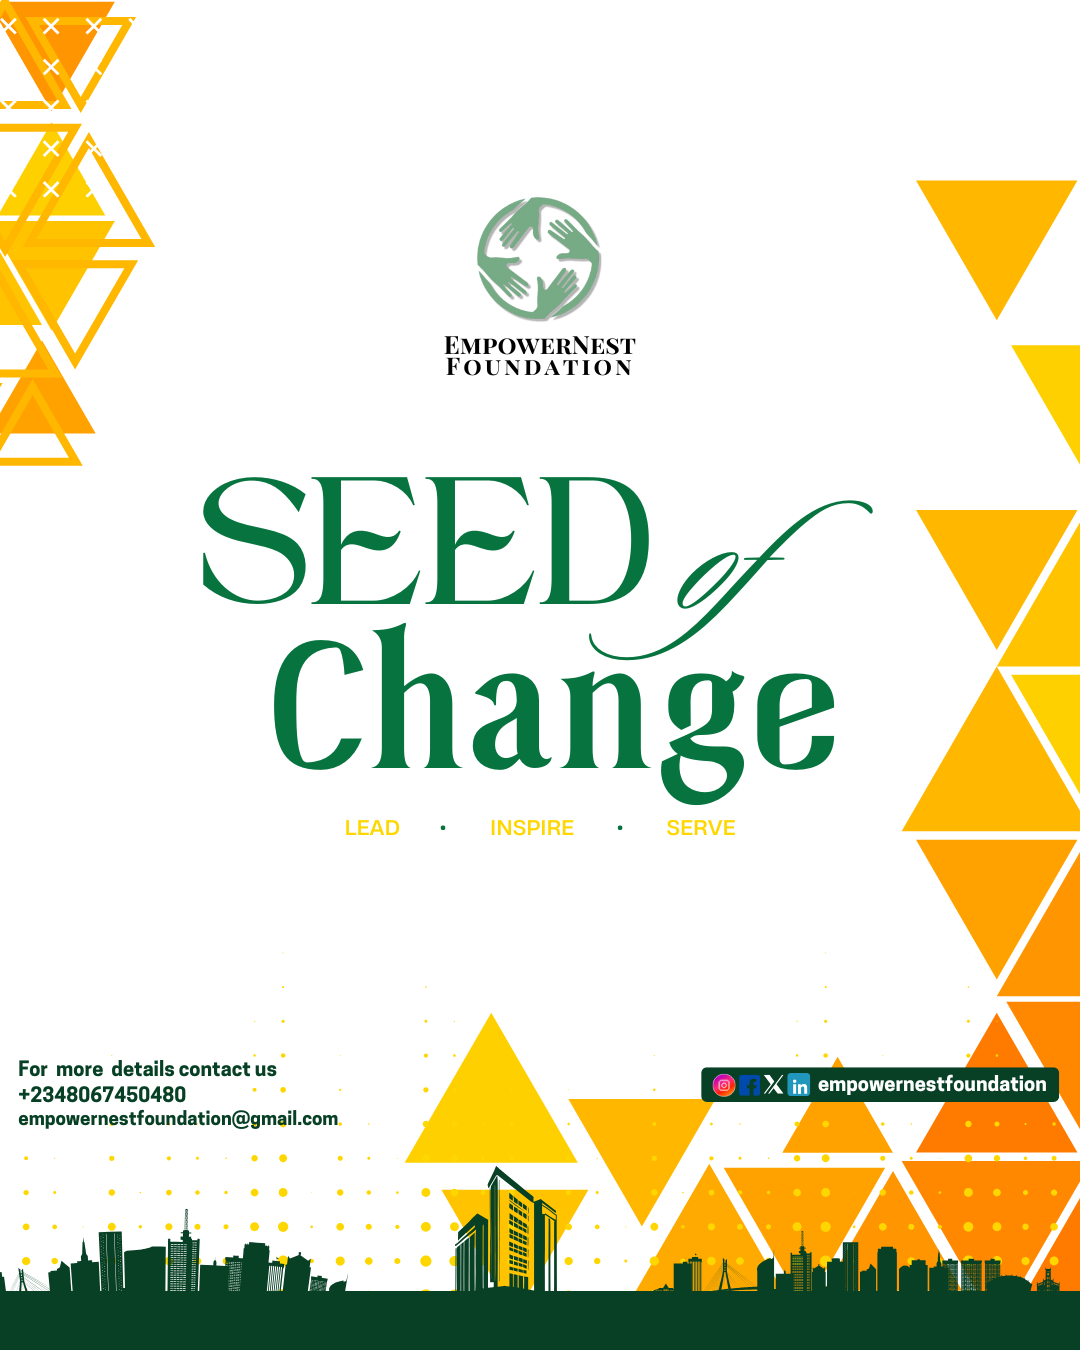 EMPOWERNEST
FOUNDATION
SEED of
Change
LEAD • INSPIRE • SERVE
For more details contact us
+2348067450480
empowernestfoundation@gmail.com
empowernestfoundation